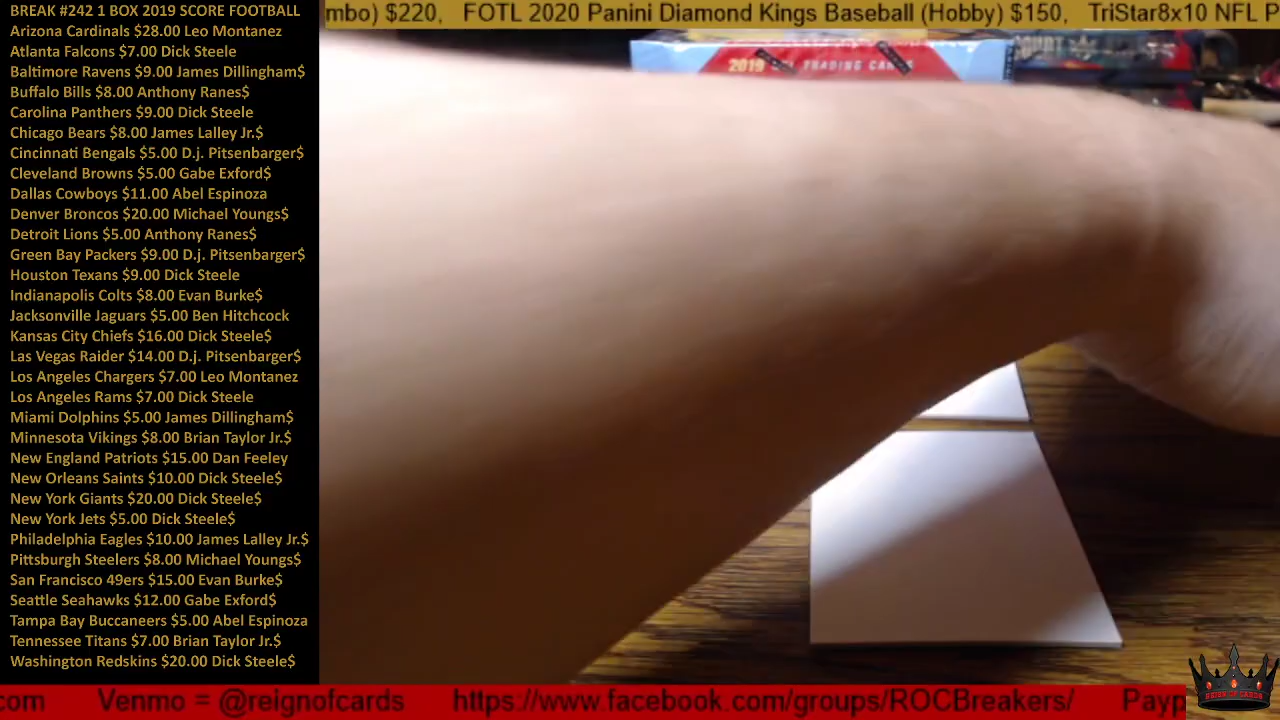 BREAK #242 1 BOX 2019 SCORE FOOTBALL
Arizona Cardinals $28.00 Leo Montanez
Atlanta Falcons $7.00 Dick Steele
Baltimore Ravens $9.00 James Dillingham$
Buffalo Bills $8.00 Anthony Ranes$
Carolina Panthers $9.00 Dick Steele
Chicago Bears $8.00 James Lalley Jr.$
Cincinnati Bengals $5.00 D.j. Pitsenbarger$
Cleveland Browns $5.00 Gabe Exford$
Dallas Cowboys $11.00 Abel Espinoza
Denver Broncos $20.00 Michael Youngs$
Detroit Lions $5.00 Anthony Ranes$
Green Bay Packers $9.00 D.j. Pitsenbarger$
Houston Texans $9.00 Dick Steele
Indianapolis Colts $8.00 Evan Burke$
Jacksonville Jaguars $5.00 Ben Hitchcock
Kansas City Chiefs $16.00 Dick Steele$
Las Vegas Raider $14.00 D.j. Pitsenbarger$
Los Angeles Chargers $7.00 Leo Montanez
Los Angeles Rams $7.00 Dick Steele
Miami Dolphins $5.00 James Dillingham$
Minnesota Vikings $8.00 Brian Taylor Jr.$
New England Patriots $15.00 Dan Feeley
New Orleans Saints $10.00 Dick Steele$
New York Giants $20.00 Dick Steele$
New York Jets $5.00 Dick Steele$
Philadelphia Eagles $10.00 James Lalley Jr.$
Pittsburgh Steelers $8.00 Michael Youngs$
San Francisco 49ers $15.00 Evan Burke$
Seattle Seahawks $12.00 Gabe Exford$
Tampa Bay Buccaneers $5.00 Abel Espinoza
Tennessee Titans $7.00 Brian Taylor Jr.$
Washington Redskins $20.00 Dick Steele$
mbo) $220, FOTL 2020 Panini Diamond Kings Baseball (Hobby) $150, TriStar8x10 NFL P
2019 NFL TRADING CARDS
COURT
.com Venmo = @reignofcards https://www.facebook.com/groups/ROCBreakers/ Payp
REIGN OF CARDS